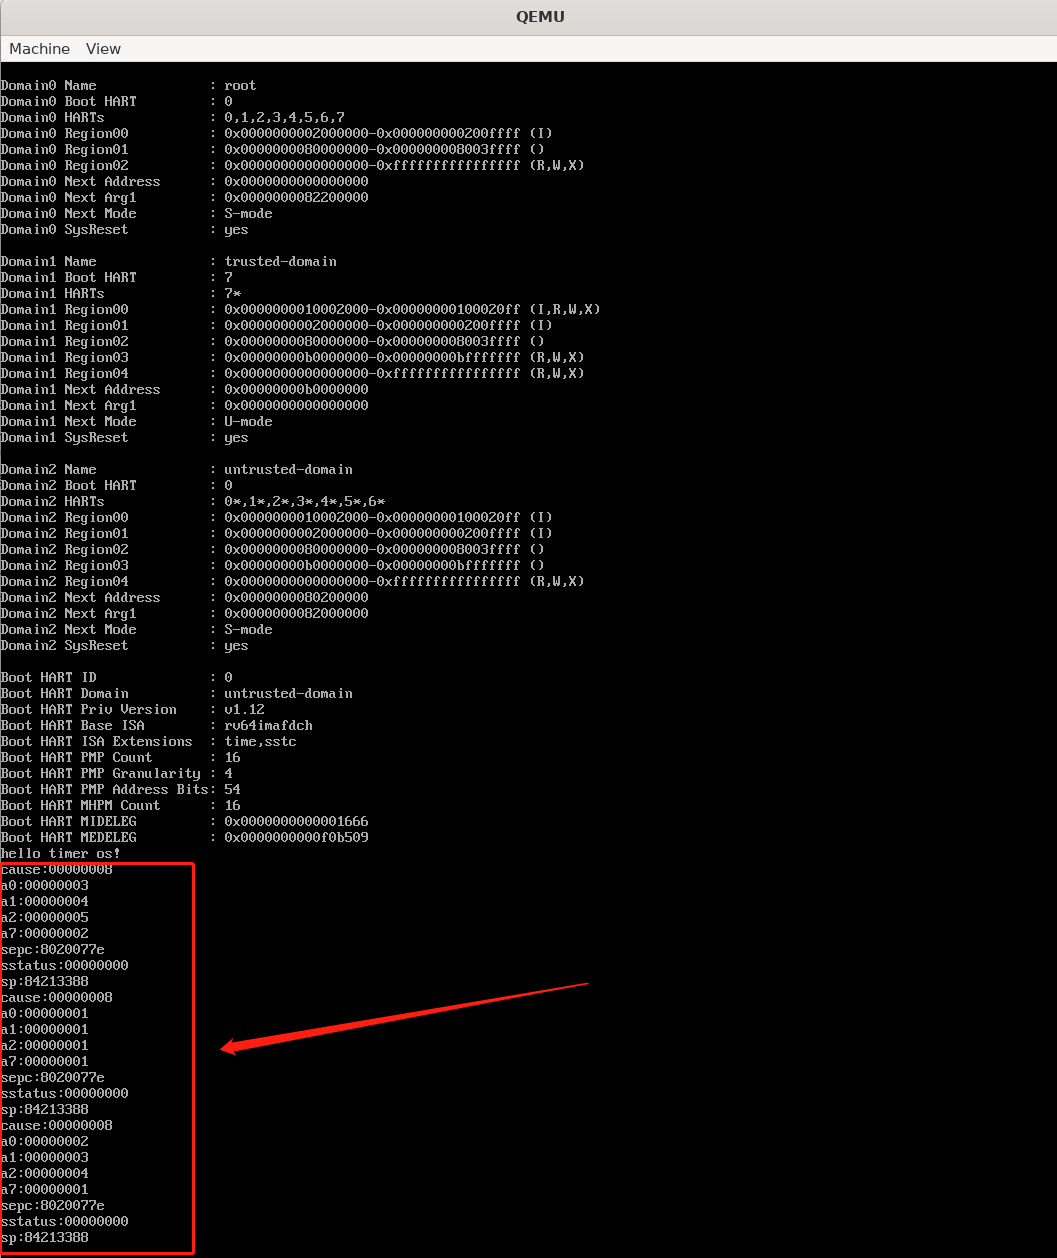 QEMU
Machine View
Domain0 Name : root
Domain0 Boot HART : 0
Domain0 HARTs : 0,1,2,3,4,5,6,7
Domain0 Region00 : 0x0000000002000000-0x000000000200ffff (I)
Domain0 Region01 : 0x0000000080000000-0x000000008003ffff ()
Domain0 Region02 : 0x0000000000000000-0xffffffffffffffff (R,W,X)
Domain0 Next Address : 0x0000000000000000
Domain0 Next Arg1 : 0x0000000082200000
Domain0 Next Mode : S-mode
Domain0 SysReset : yes
Domain1 Name : trusted-domain
Domain1 Boot HART : 7
Domain1 HARTs : 7*
Domain1 Region00 : 0x0000000010002000-0x00000000100020ff (I,R,W,X)
Domain1 Region01 : 0x0000000002000000-0x000000000200ffff (I)
Domain1 Region02 : 0x0000000080000000-0x000000008003ffff ()
Domain1 Region03 : 0x00000000b0000000-0x00000000bfffffff (R,W,X)
Domain1 Region04 : 0x0000000000000000-0xffffffffffffffff (R,W,X)
Domain1 Next Address : 0x00000000b0000000
Domain1 Next Arg1 : 0x0000000000000000
Domain1 Next Mode : U-mode
Domain1 SysReset : yes
Domain2 Name : untrusted-domain
Domain2 Boot HART : 0
Domain2 HARTs : 0*,1*,2*,3*,4*,5*,6*
Domain2 Region00 : 0x0000000010002000-0x00000000100020ff (I)
Domain2 Region01 : 0x0000000002000000-0x000000000200ffff (I)
Domain2 Region02 : 0x0000000080000000-0x000000008003ffff ()
Domain2 Region03 : 0x00000000b0000000-0x00000000bfffffff ()
Domain2 Region04 : 0x0000000000000000-0xffffffffffffffff (R,W,X)
Domain2 Next Address : 0x0000000080200000
Domain2 Next Arg1 : 0x0000000082000000
Domain2 Next Mode : S-mode
Domain2 SysReset : yes
Boot HART ID : 0
Boot HART Domain : untrusted-domain
Boot HART Priv Version : v1.12
Boot HART Base ISA : rv64imafdch
Boot HART ISA Extensions : time,sstc
Boot HART PMP Count : 16
Boot HART PMP Granularity : 4
Boot HART PMP Address Bits: 54
Boot HART MHPM Count : 16
Boot HART MIDELEG : 0x0000000000001666
Boot HART MEDELEG : 0x0000000000f0b509
hello timer os!
cause:00000008
a0:00000003
a1:00000004
a2:00000005
a7:00000002
sepc:8020077e
sstatus:00000000
sp:84213388
cause:00000008
a0:00000001
a1:00000001
a2:00000001
a7:00000001
sepc:8020077e
sstatus:00000000
sp:84213388
cause:00000008
a0:00000002
a1:00000003
a2:00000004
a7:00000001
sepc:8020077e
sstatus:00000000
sp:84213388